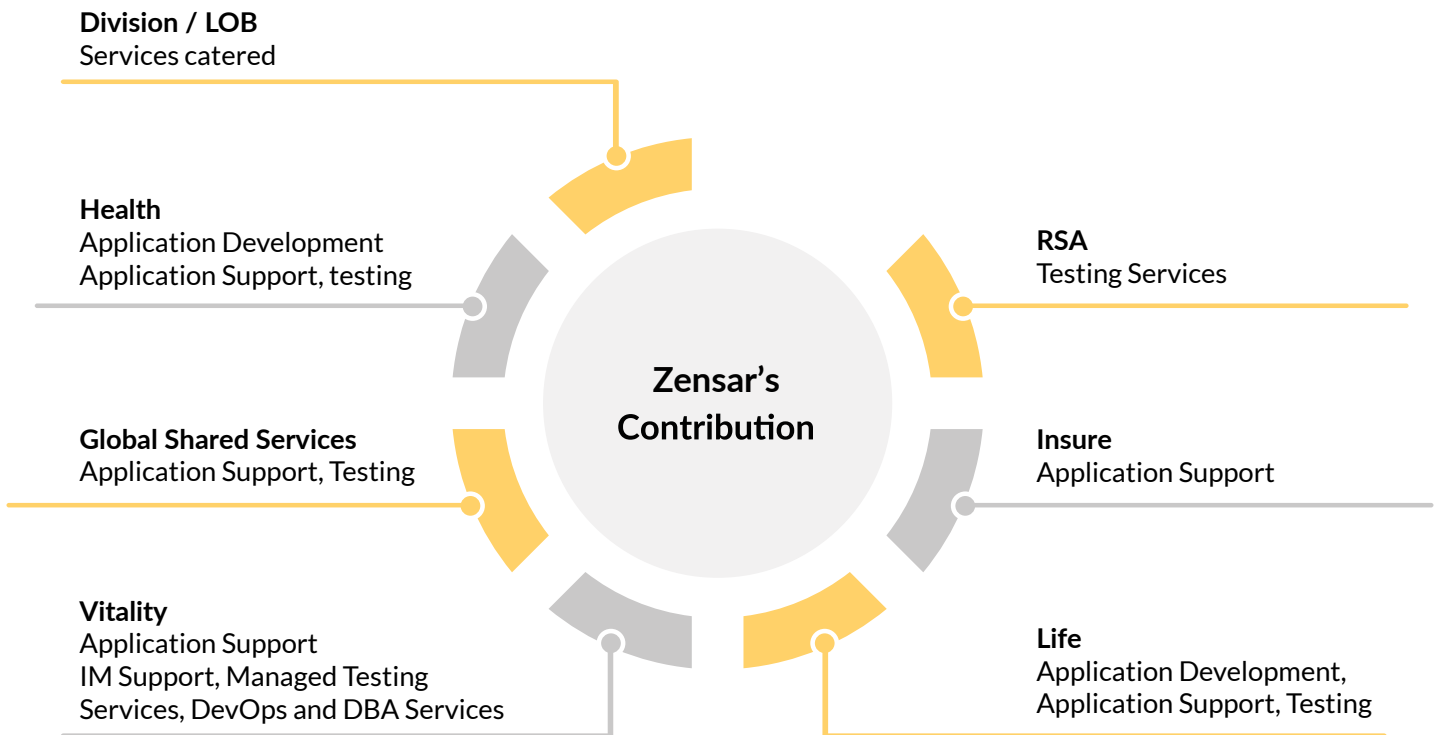 Division / LOB
Services catered
Health
Application Development
Application Support, testing
Global Shared Services
Application Support, Testing
Vitality
Application Support
IM Support, Managed Testing
Services, DevOps and DBA Services
Zensar’s
Contribution
RSA
Testing Services
Insure
Application Support
Life
Application Development,
Application Support, Testing